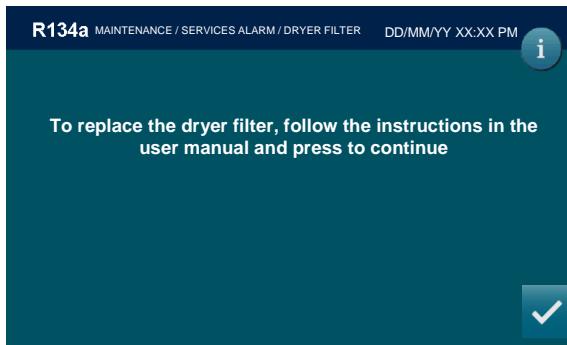 R134a MAINTENANCE / SERVICES ALARM / DRYER FILTER DD/MM/YY XX:XX PM
i
To replace the dryer filter, follow the instructions in the
user manual and press to continue